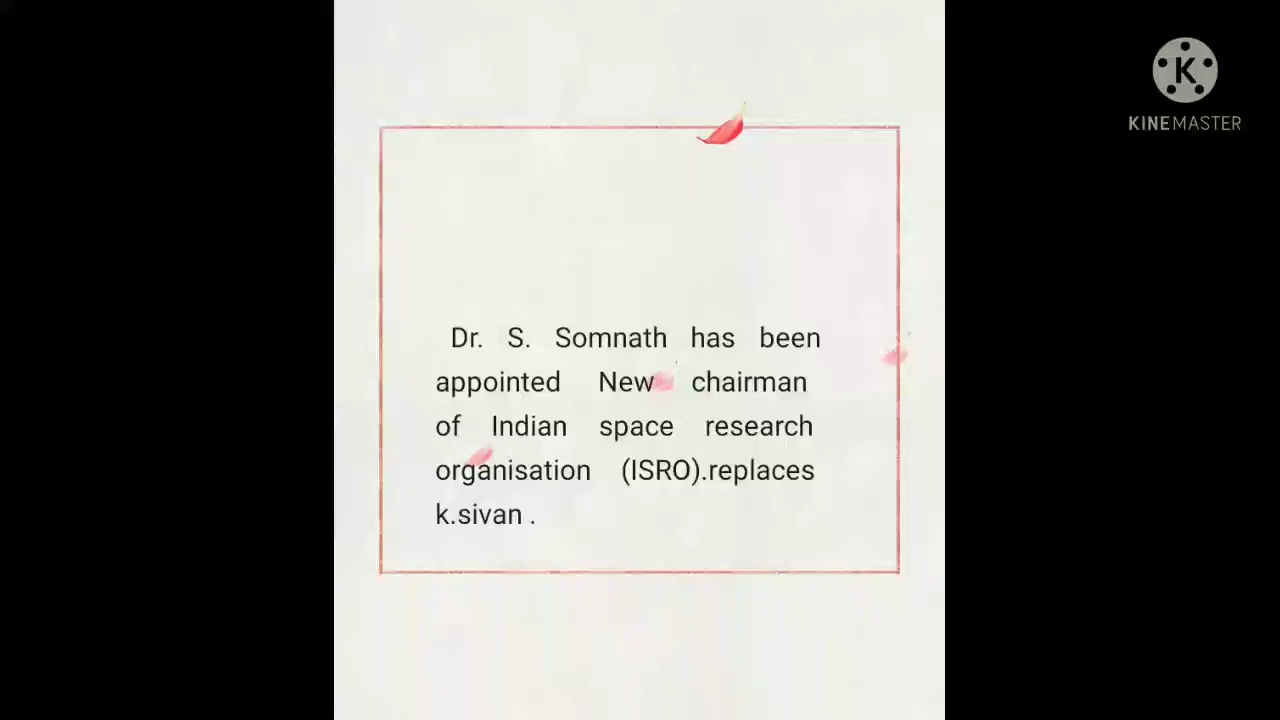 Dr. S. Somnath has been
appointed New chairman
of Indian space research
organisation (ISRO).replaces
k.sivan .
K
KINEMASTER